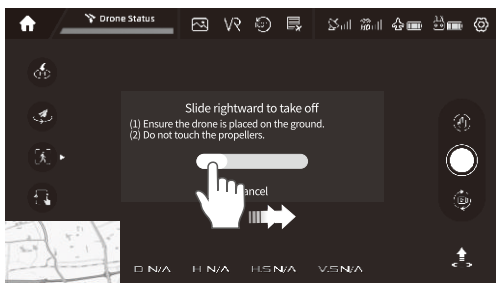 Drone Status
VR
HD
Slide rightward to take off
(1) Ensure the drone is placed on the ground.
(2) Do not touch the propellers.
ancel
D N/A H N/A H.S N/A V.S N/A